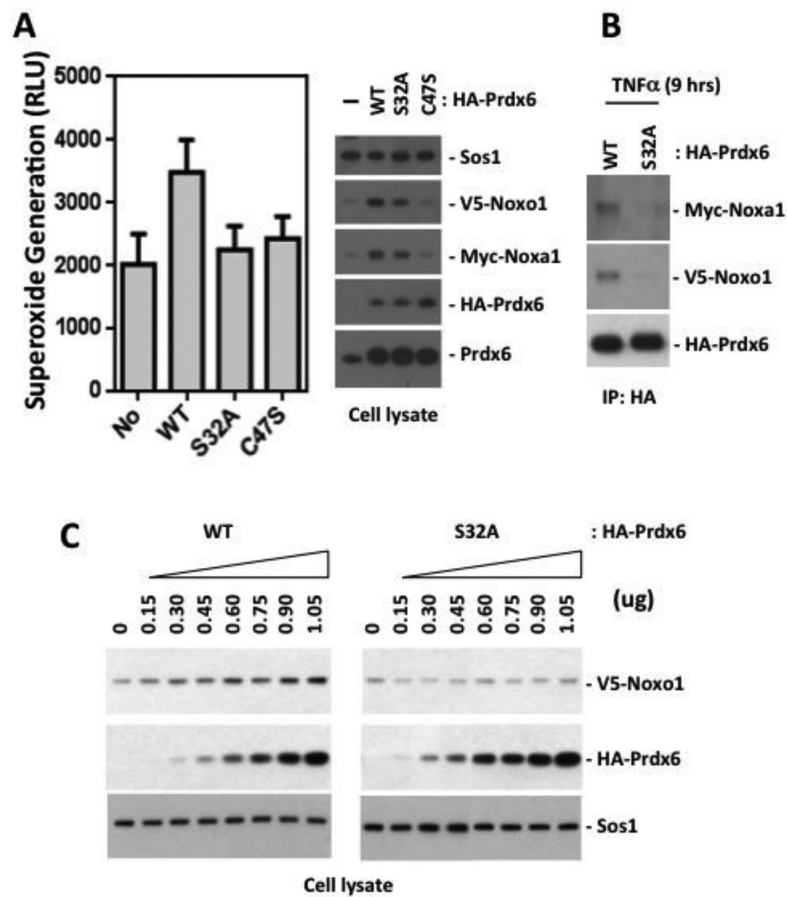 A
Superoxide Generation (RLU)
5000
4000
3000
2000
1000
0
No
WT
S32A
C47S
–
WT
S32A
C47S
: HA-Prdx6
- Sos1
- V5-Noxo1
- Myc-Noxa1
- HA-Prdx6
- Prdx6
Cell lysate
B
TNFα (9 hrs)
WT
S32A
: HA-Prdx6
- Myc-Noxa1
- V5-Noxo1
- HA-Prdx6
IP: HA
C
WT
S32A
: HA-Prdx6
0 0.15 0.30 0.45 0.60 0.75 0.90 1.05
0 0.15 0.30 0.45 0.60 0.75 0.90 1.05
(ug)
- V5-Noxo1
- HA-Prdx6
- Sos1
Cell lysate